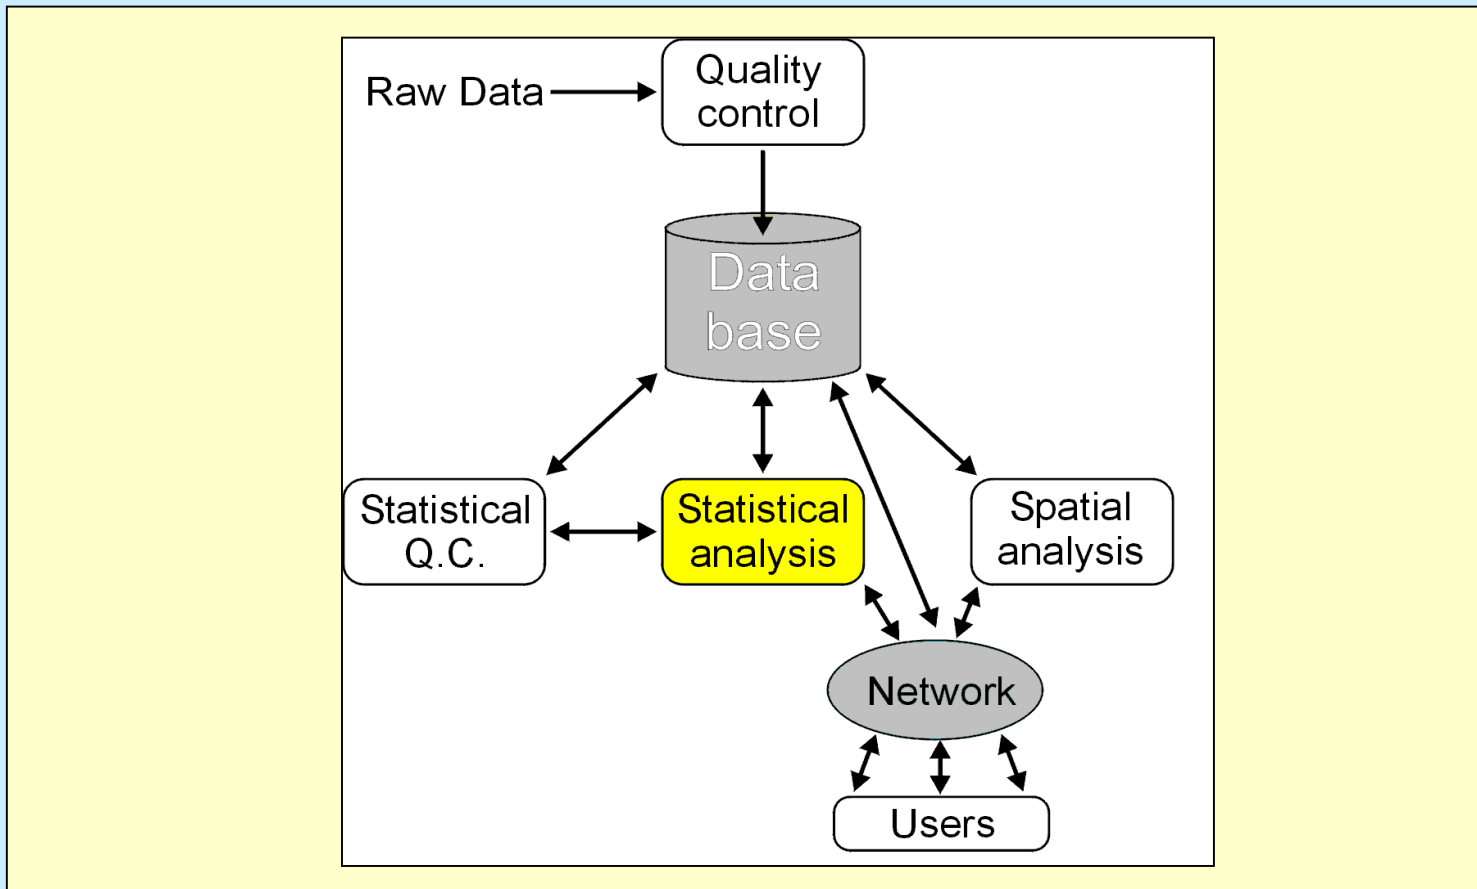 Raw Data
Quality
control
Data
base
Statistical
Q.C.
Statistical
analysis
Spatial
analysis
Network
Users